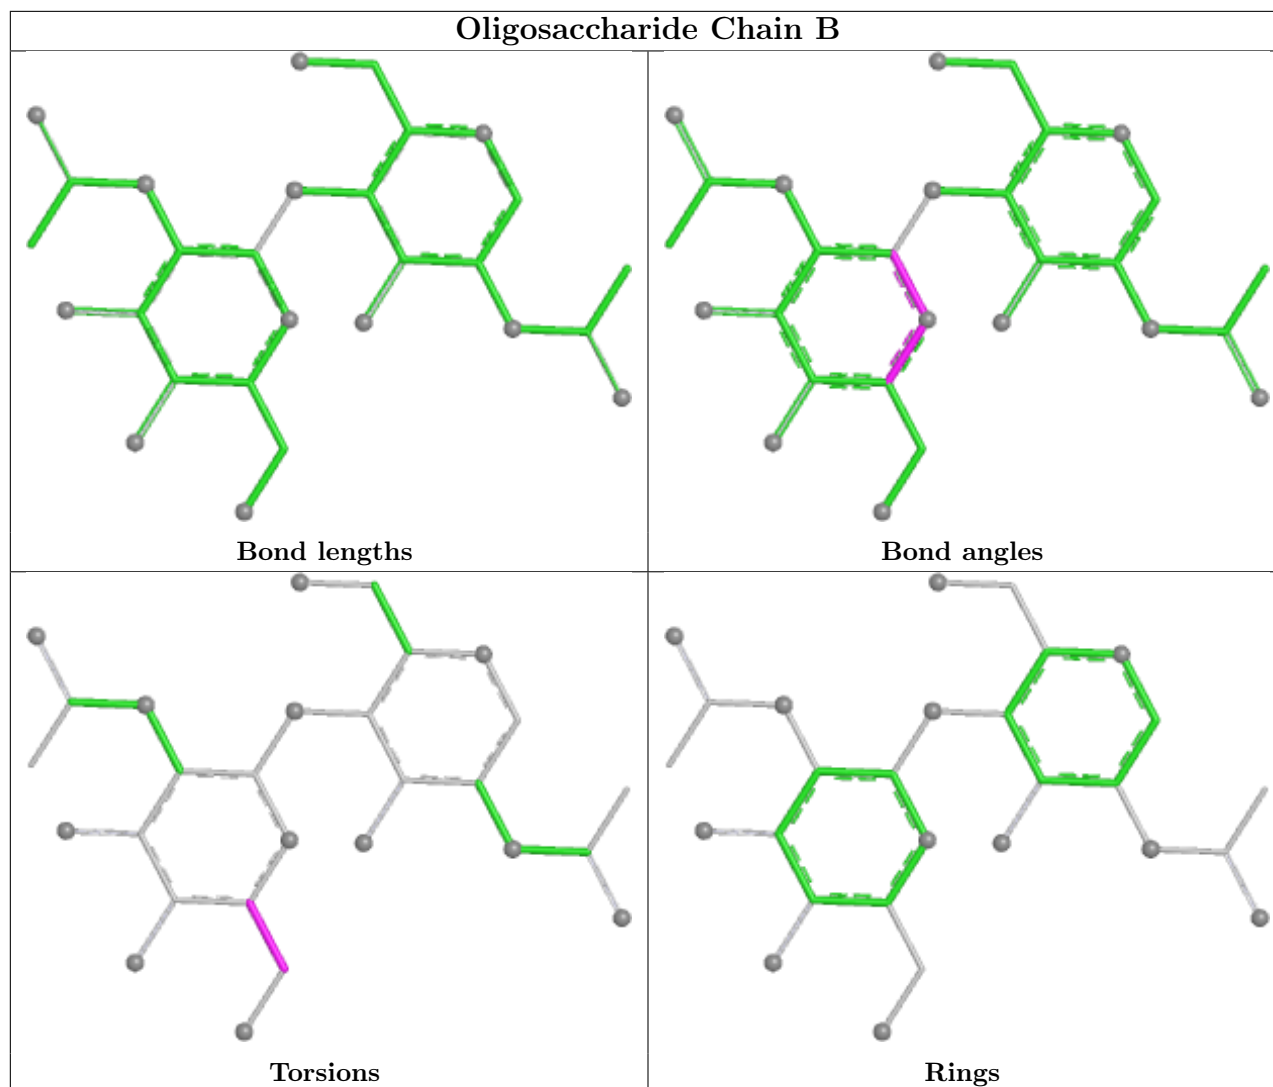 Oligosaccharide Chain B
Bond lengths
Bond angles
Torsions
Rings